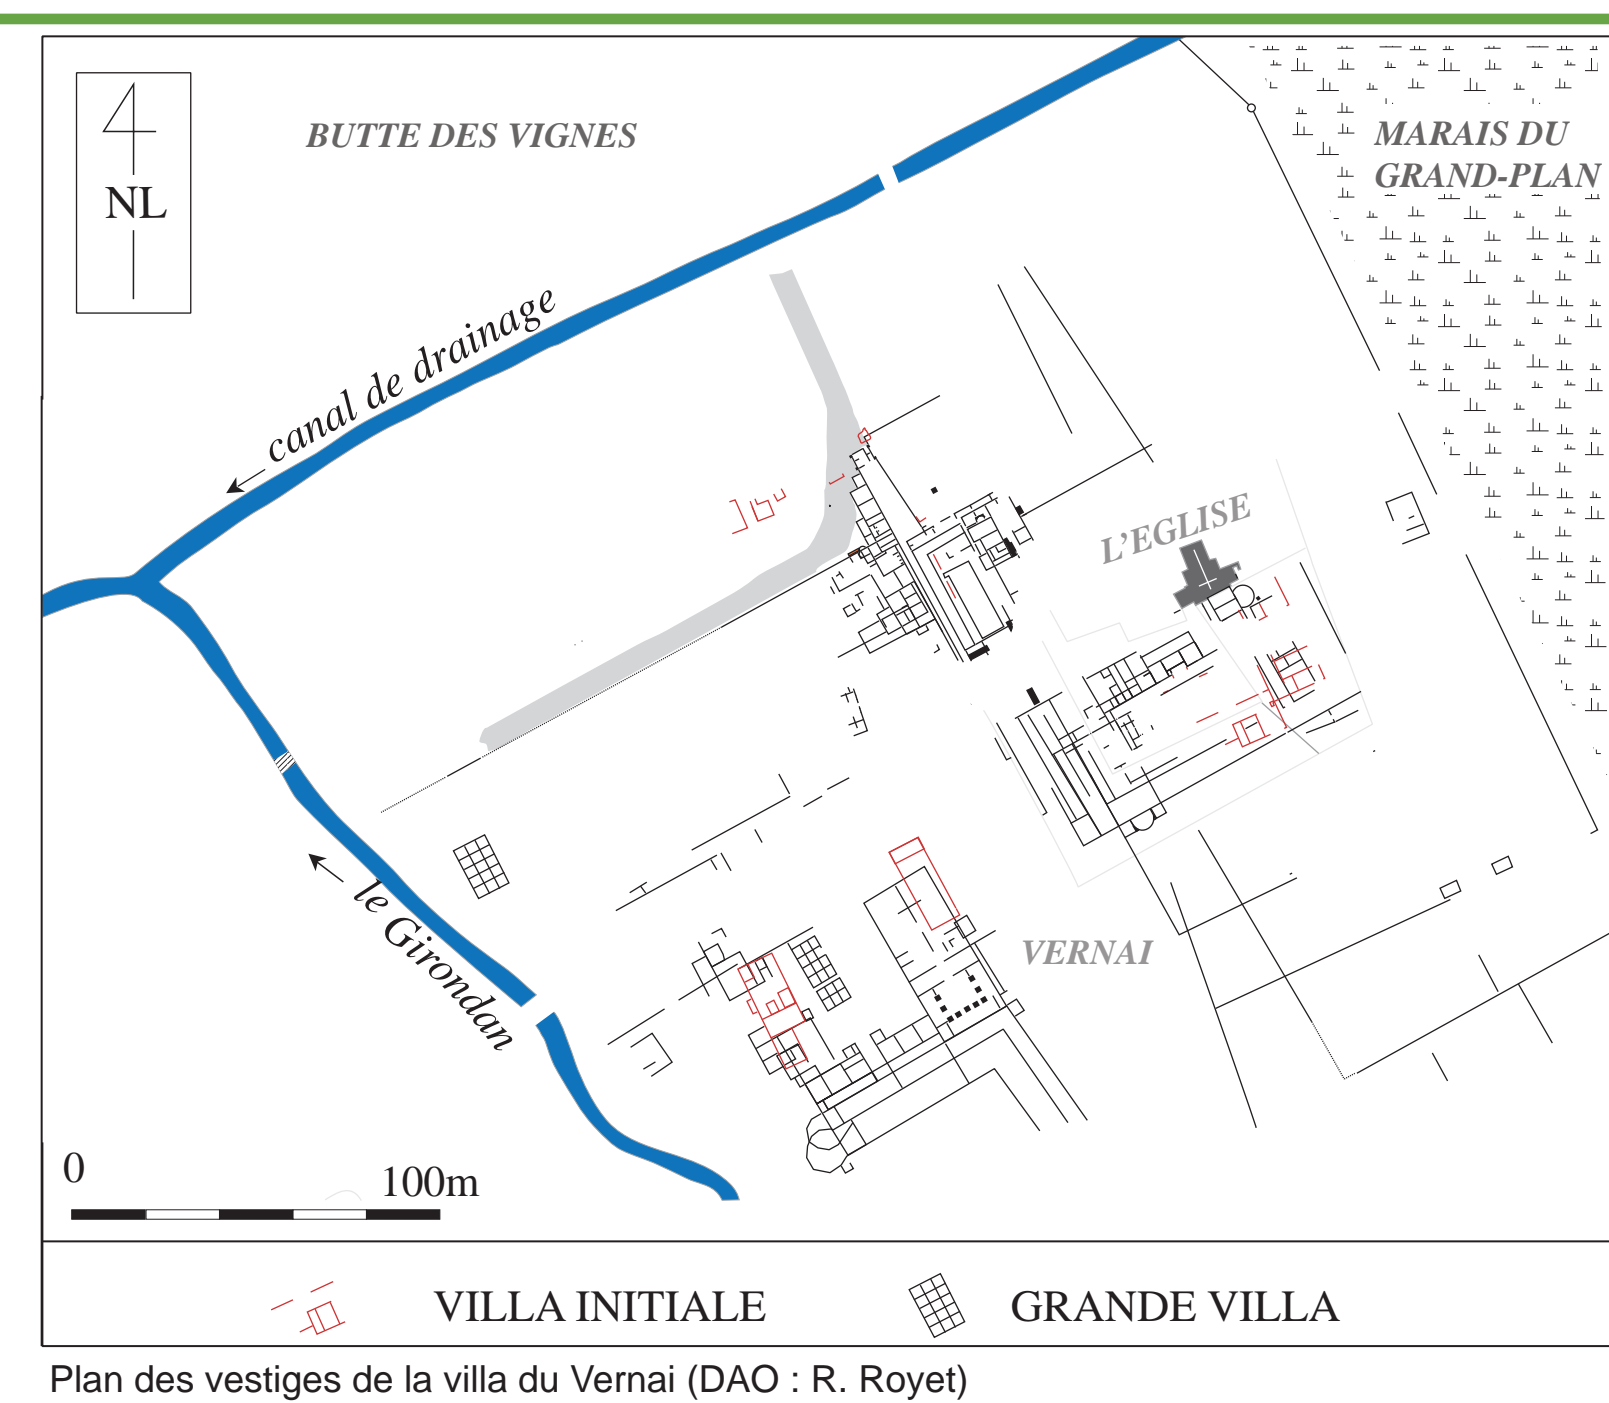 NL
BUTTE DES VIGNES
MARAIS DU
GRAND-PLAN
canal de drainage
L'EGLISE
le Girondan
VERNAI
0
100m
VILLA INITIALE
GRANDE VILLA
Plan des vestiges de la villa du Vernai (DAO : R. Royet)